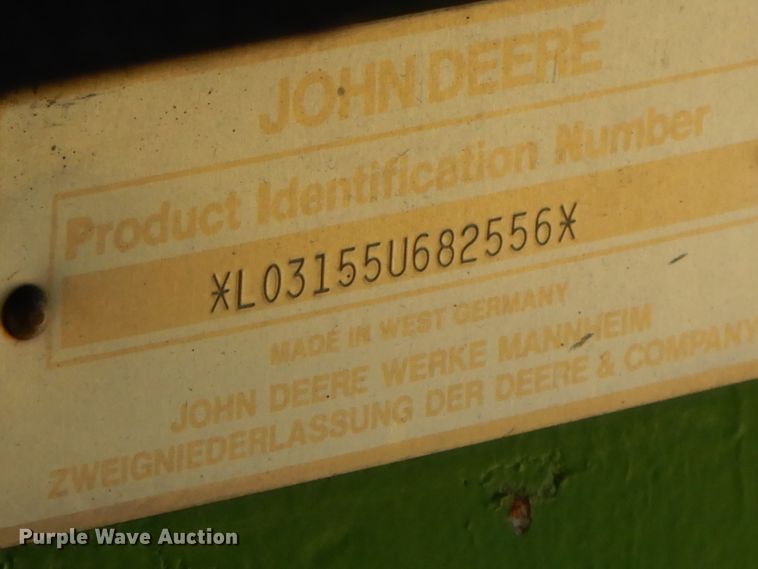 JOHN DEERE
Product Identification Number
*L03155U682556*
MADE IN WEST GERMANY
JOHN DEERE WERKE MANNHEIM
ZWEIGNIEDERLASSUNG DER DEERE & COMPANY
Purple Wave Auction